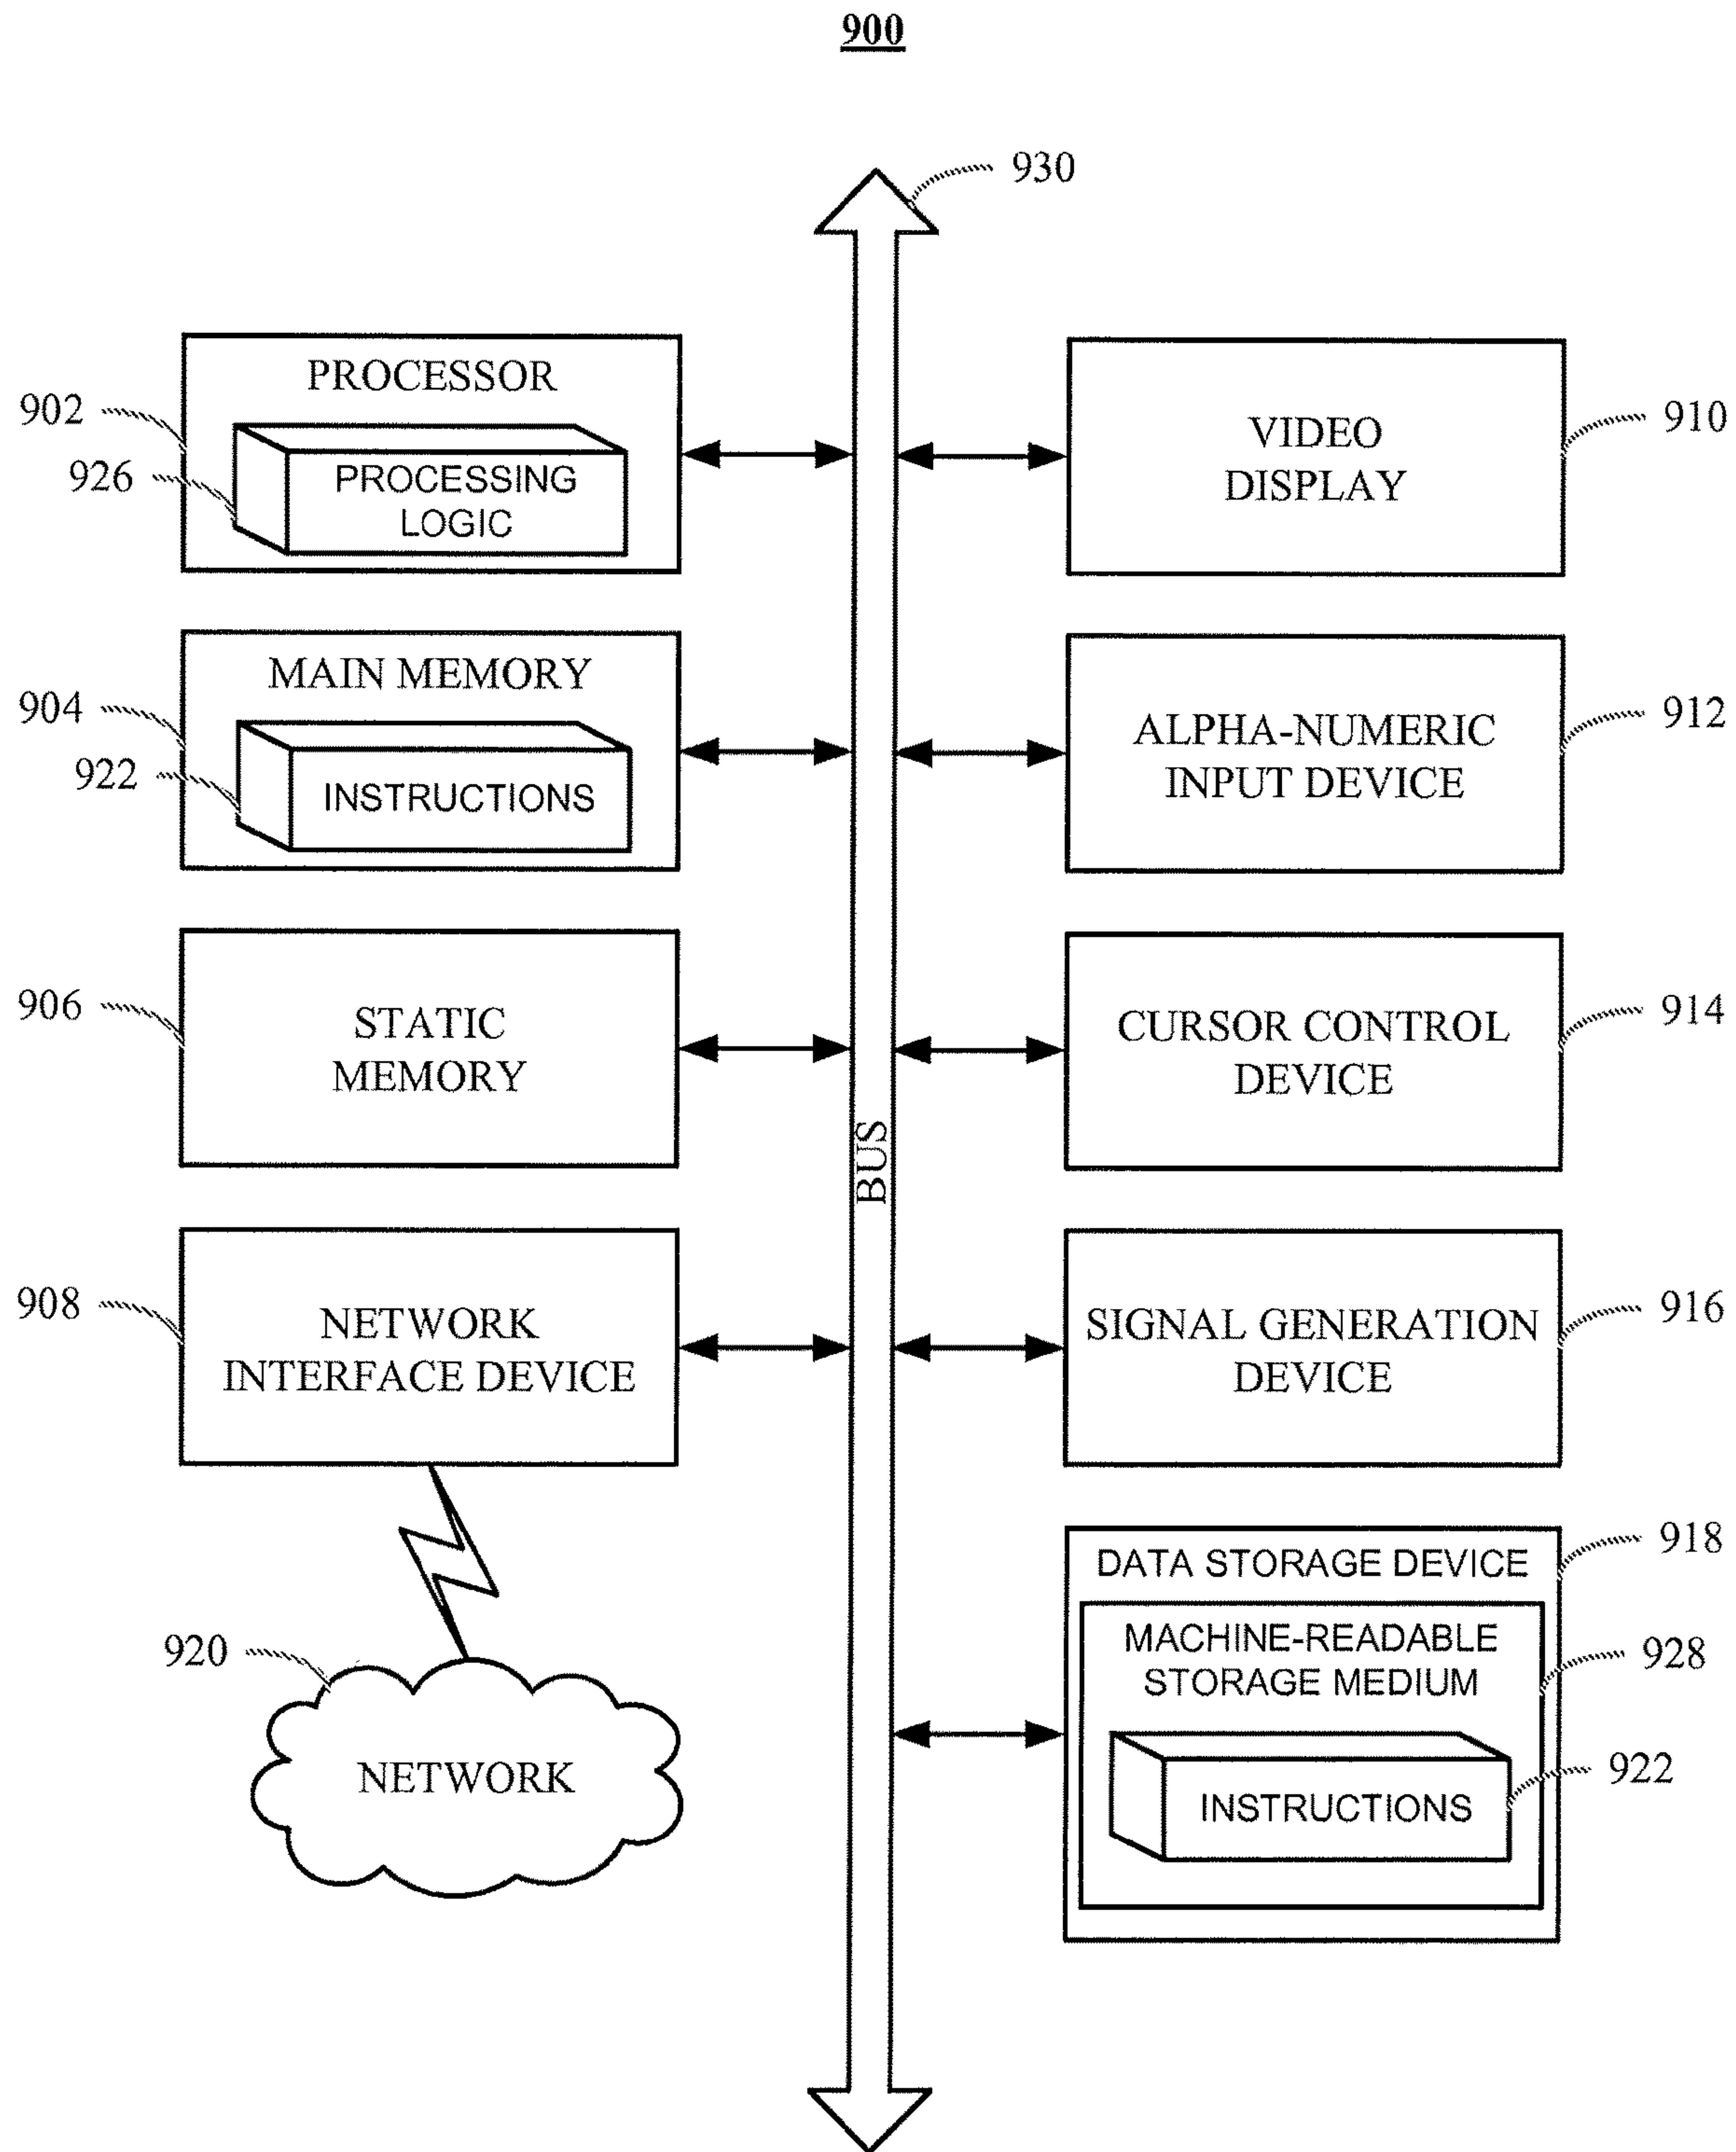 900
930
PROCESSOR
902
926
PROCESSING
LOGIC
VIDEO
DISPLAY
910
MAIN MEMORY
904
922
INSTRUCTIONS
ALPHA-NUMERIC
INPUT DEVICE
912
906
STATIC
MEMORY
CURSOR CONTROL
DEVICE
914
BUS
908
NETWORK
INTERFACE DEVICE
SIGNAL GENERATION
DEVICE
916
920
NETWORK
DATA STORAGE DEVICE
918
MACHINE-READABLE
STORAGE MEDIUM
928
INSTRUCTIONS
922